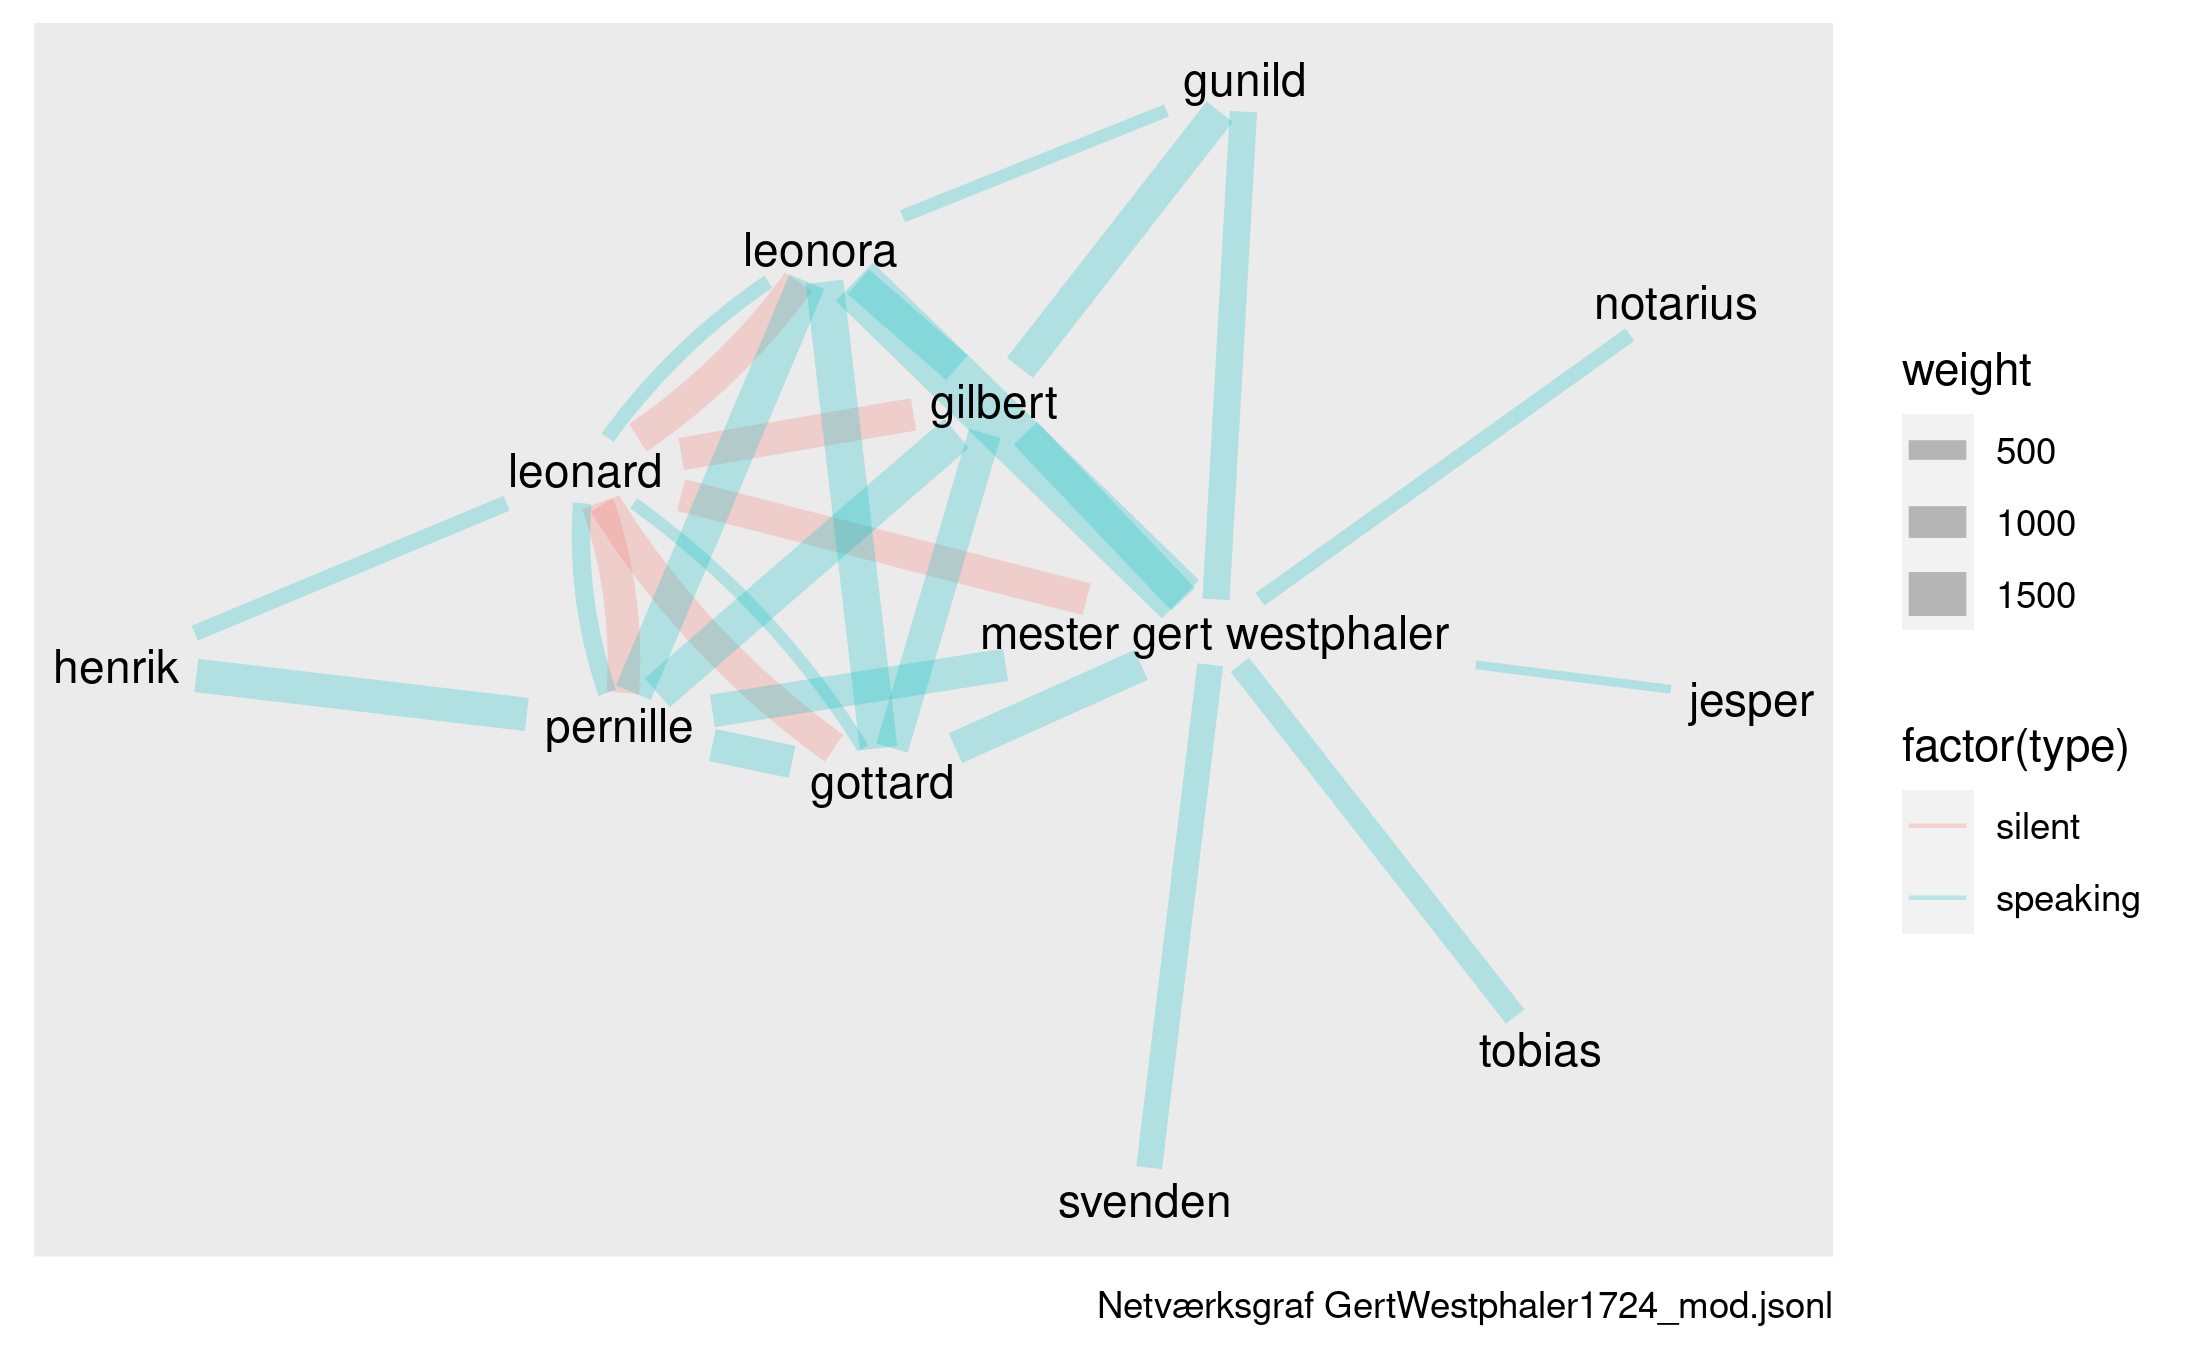 gunild
leonora
notarius
gilbert
leonard
mester gert westphaler
henrik
jesper
pernille
gottard
tobias
svenden
weight
500
1000
1500
factor(type)
silent
speaking
Netværksgraf GertWestphaler1724_mod.jsonl